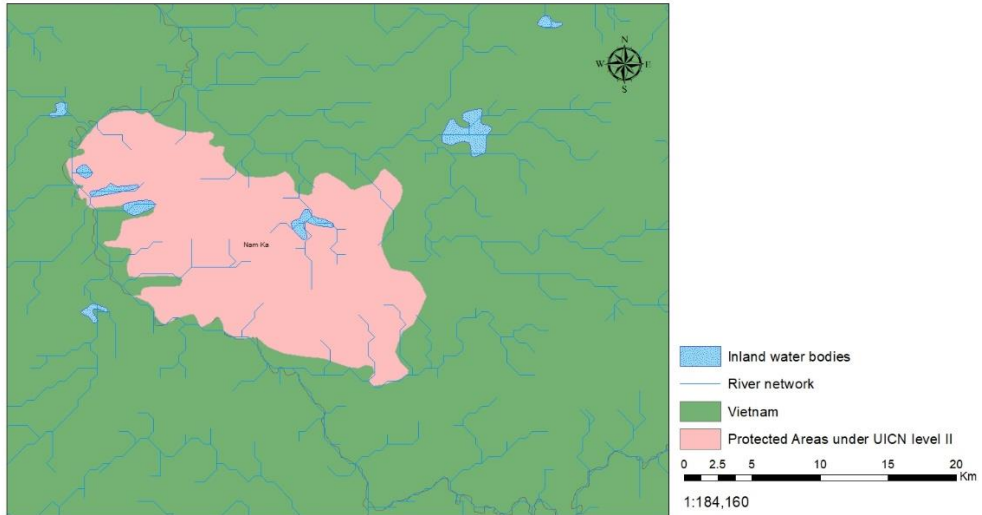 N
W E
S
Nam Ka
Inland water bodies
River network
Vietnam
Protected Areas under UICN level II
0 2.5 5 10 15 20
Km
1:184,160